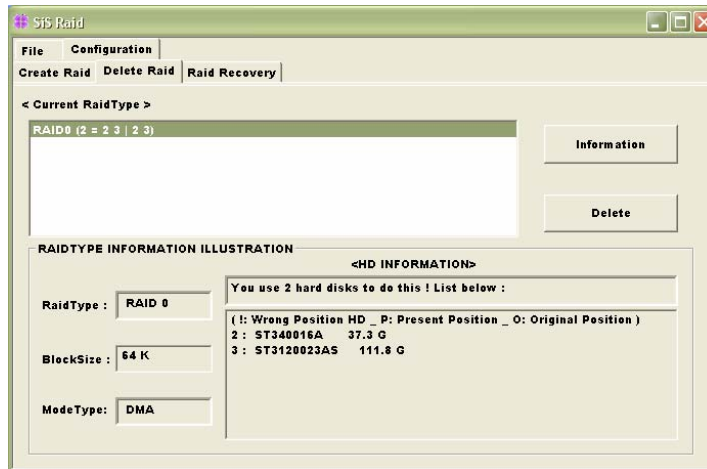 SiS Raid
File Configuration
Create Raid Delete Raid Raid Recovery
< Current RaidType >
RAID0 (2 = 2 3 | 2 3)
Information
Delete
RAIDTYPE INFORMATION ILLUSTRATION
<HD INFORMATION>
You use 2 hard disks to do this ! List below :
RaidType : RAID 0
( !: Wrong Position HD _ P: Present Position _ O: Original Position )
2 : ST340016A 37.3 G
3 : ST3120023AS 111.8 G
BlockSize : 64 K
ModeType: DMA